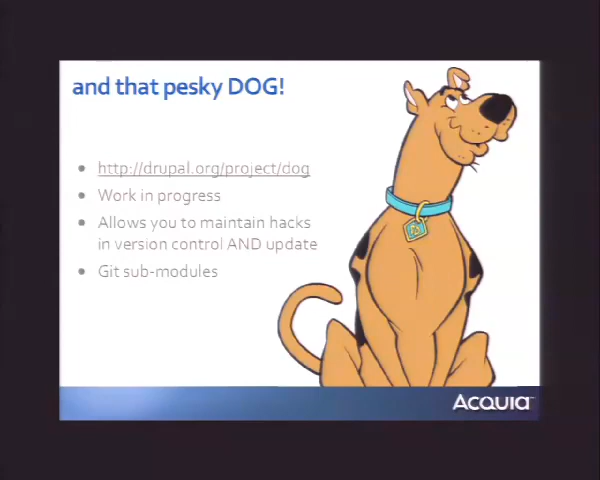 and that pesky DOG!
http://drupal.org/project/dog
Work in progress
Allows you to maintain hacks
in version control AND update
Git sub-modules
ACQUIA